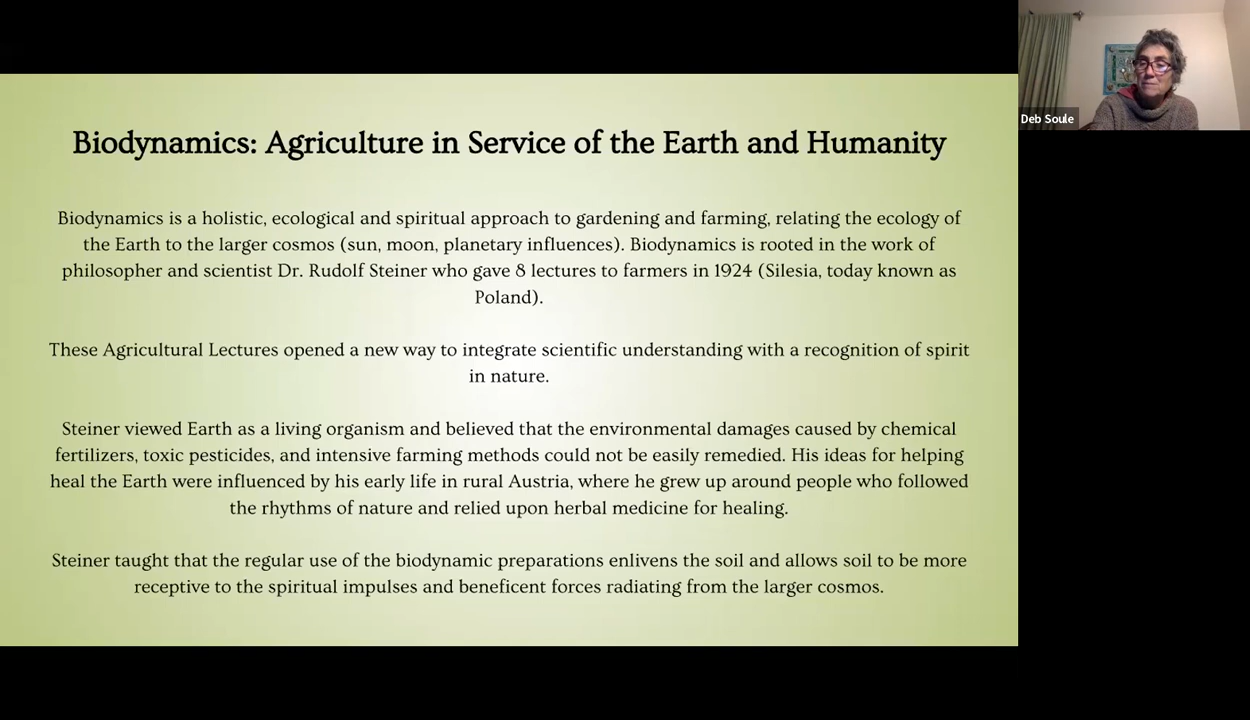 Biodynamics: Agriculture in Service of the Earth and Humanity
Biodynamics is a holistic, ecological and spiritual approach to gardening and farming, relating the ecology of
the Earth to the larger cosmos (sun, moon, planetary influences). Biodynamics is rooted in the work of
philosopher and scientist Dr. Rudolf Steiner who gave 8 lectures to farmers in 1924 (Silesia, today known as
Poland).
These Agricultural Lectures opened a new way to integrate scientific understanding with a recognition of spirit
in nature.
Steiner viewed Earth as a living organism and believed that the environmental damages caused by chemical
fertilizers, toxic pesticides, and intensive farming methods could not be easily remedied. His ideas for helping
heal the Earth were influenced by his early life in rural Austria, where he grew up around people who followed
the rhythms of nature and relied upon herbal medicine for healing.
Steiner taught that the regular use of the biodynamic preparations enlivens the soil and allows soil to be more
receptive to the spiritual impulses and beneficent forces radiating from the larger cosmos.
Deb Soule